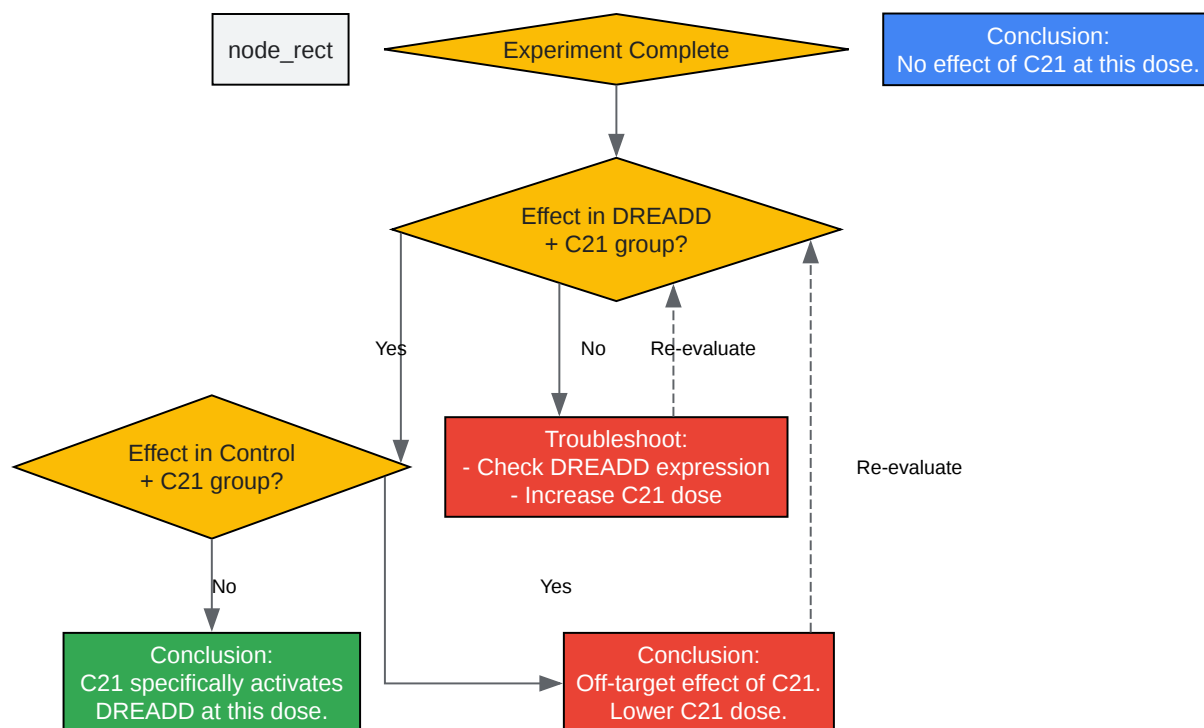 node_rect
Experiment Complete
Conclusion:
No effect of C21 at this dose.
Effect in DREADD
+ C21 group?
Yes
No
Re-evaluate
Effect in Control
+ C21 group?
Troubleshoot:
- Check DREADD expression
- Increase C21 dose
Re-evaluate
No
Yes
Conclusion:
C21 specifically activates
DREADD at this dose.
Conclusion:
Off-target effect of C21.
Lower C21 dose.